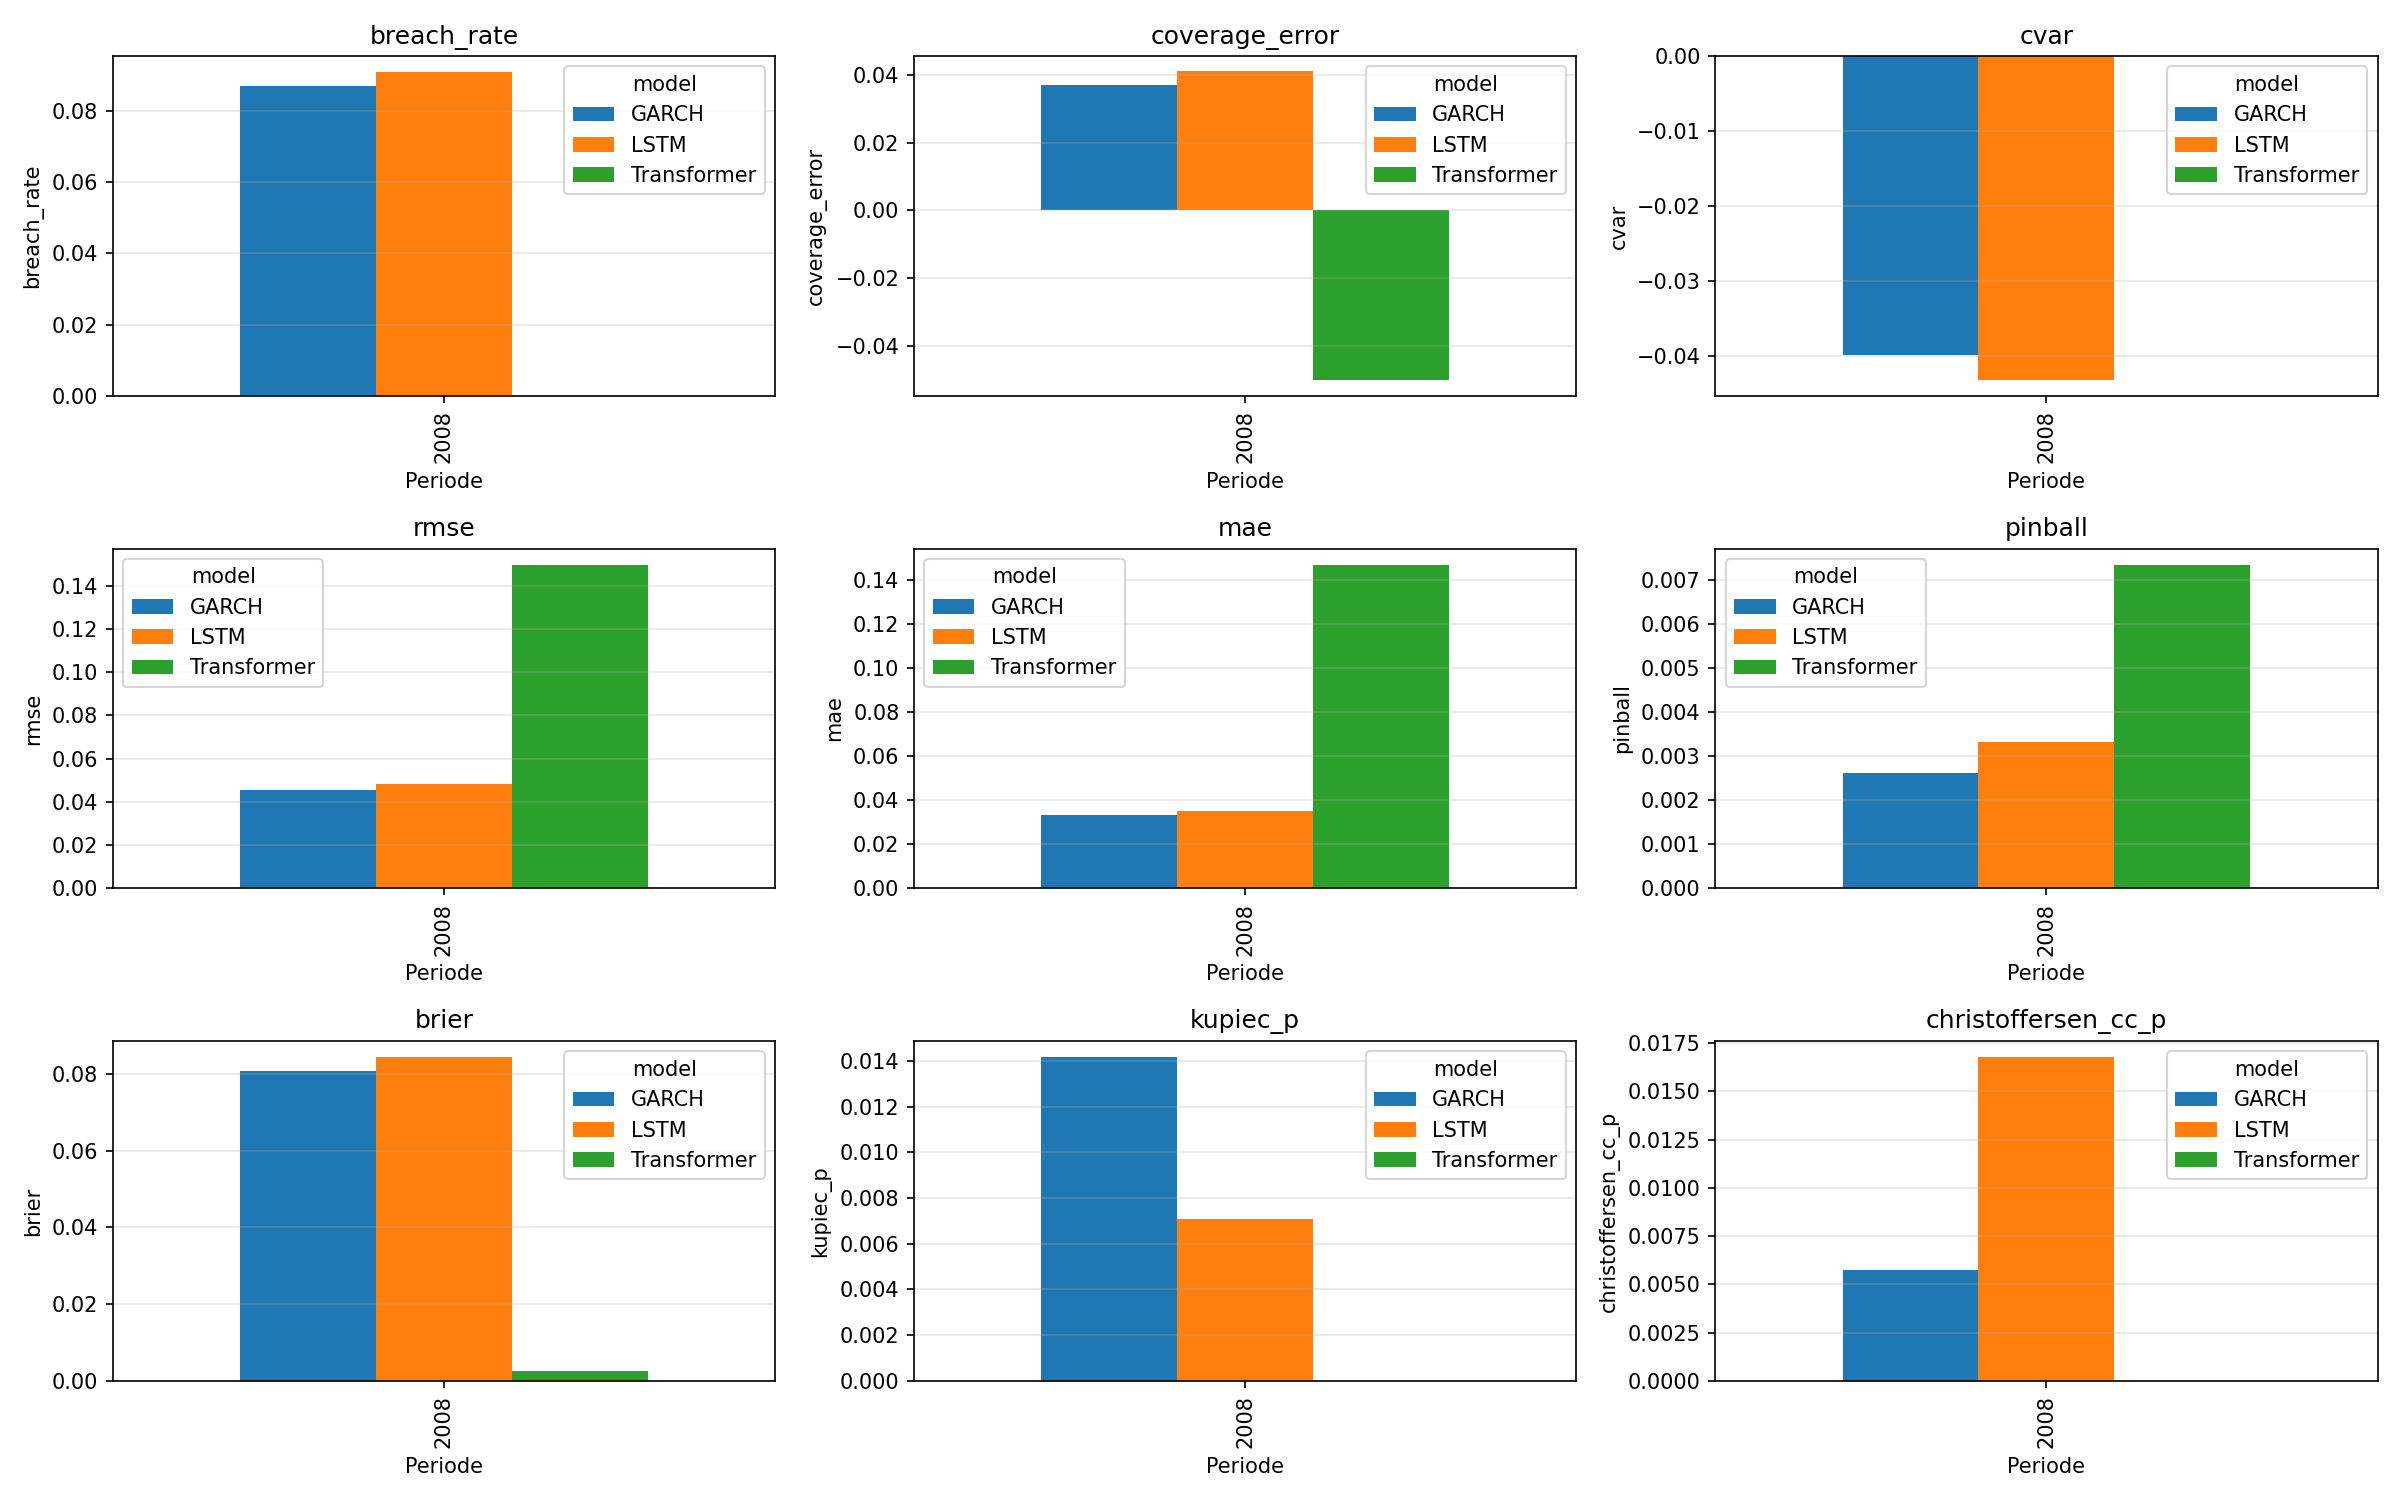 breach_rate
breach_rate
0.08
0.06
0.04
0.02
0.00
model
GARCH
LSTM
Transformer
2008
Periode
coverage_error
coverage_error
0.04
0.02
0.00
−0.02
−0.04
model
GARCH
LSTM
Transformer
2008
Periode
cvar
cvar
0.00
−0.01
−0.02
−0.03
−0.04
model
GARCH
LSTM
Transformer
2008
Periode
rmse
rmse
0.14
0.12
0.10
0.08
0.06
0.04
0.02
0.00
model
GARCH
LSTM
Transformer
2008
Periode
mae
mae
0.14
0.12
0.10
0.08
0.06
0.04
0.02
0.00
model
GARCH
LSTM
Transformer
2008
Periode
pinball
pinball
0.007
0.006
0.005
0.004
0.003
0.002
0.001
0.000
model
GARCH
LSTM
Transformer
2008
Periode
brier
brier
0.08
0.06
0.04
0.02
0.00
model
GARCH
LSTM
Transformer
2008
Periode
kupiec_p
kupiec_p
0.014
0.012
0.010
0.008
0.006
0.004
0.002
0.000
model
GARCH
LSTM
Transformer
2008
Periode
christoffersen_cc_p
christoffersen_cc_p
0.0175
0.0150
0.0125
0.0100
0.0075
0.0050
0.0025
0.0000
model
GARCH
LSTM
Transformer
2008
Periode